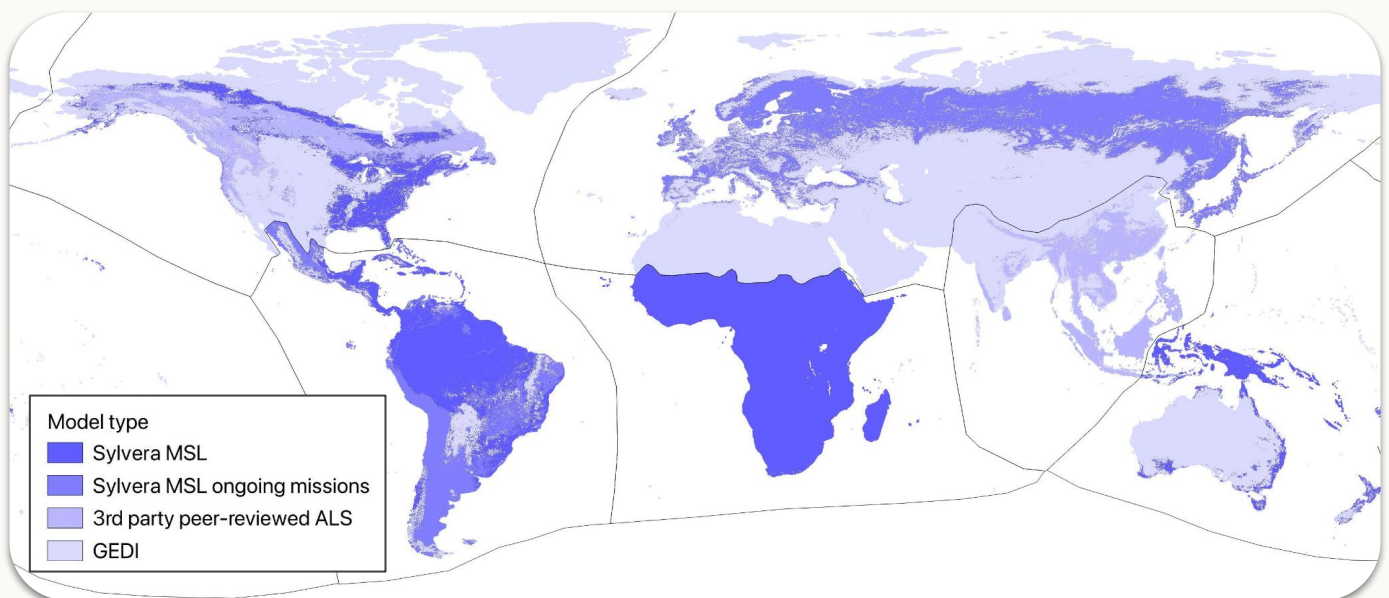 Model type
Sylvera MSL
Sylvera MSL ongoing missions
3rd party peer-reviewed ALS
GEDI